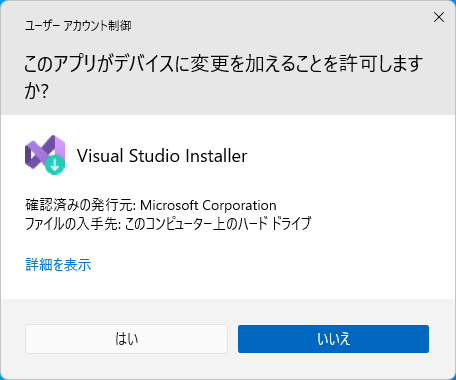 ユーザー アカウント制御
このアプリがデバイスに変更を加えることを許可します
か?
Visual Studio Installer
確認済みの発行元: Microsoft Corporation
ファイルの入手先: このコンピューター上のハード ドライブ
詳細を表示
はい
いいえ